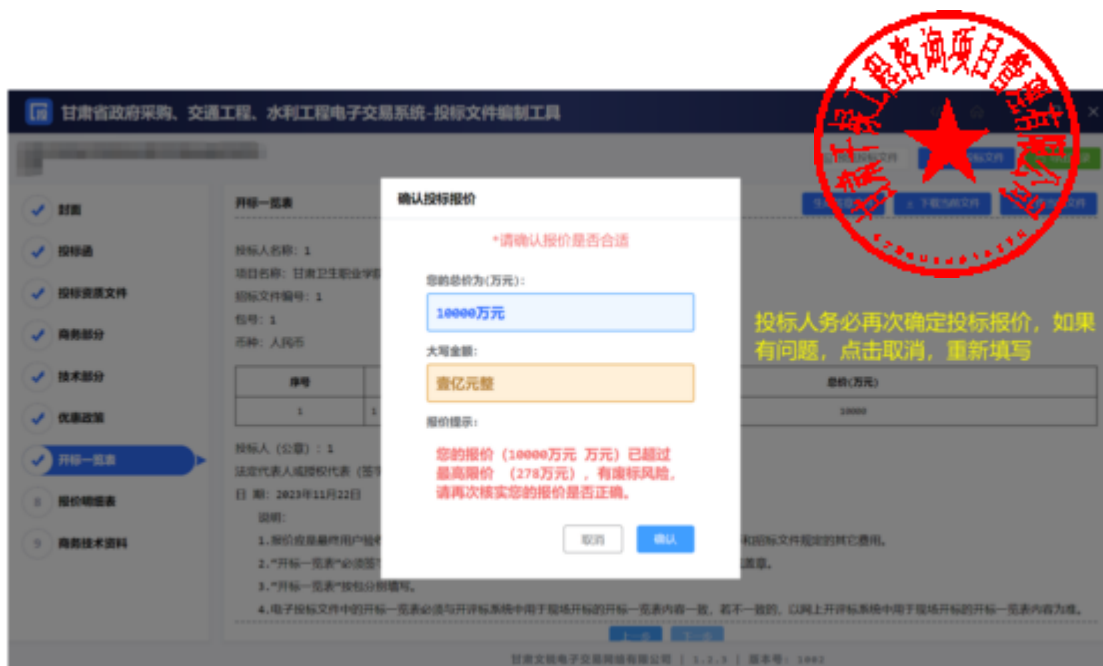 甘肃省政府采购、交通工程、水利工程电子交易系统-投标文件编制工具
封面
投标函
投标资质文件
商务部分
技术部分
优惠政策
开标一览表
8 报价明细表
9 商务技术资料
开标一览表
下载当前文件
投标人名称: 1
项目名称: 甘肃卫生职业学院
招标文件编号: 1
包号: 1
币种: 人民币
序号
总价(万元)
1
1
10000
投标人 (公章) : 1
法定代表人或授权代表 (签字
日 期: 2023年11月22日
说明:
1.报价应是最终用户验收
和招标文件规定的其它费用。
2."开标一览表"必须签
盖章。
3."开标一览表"按包分别填写。
4.电子投标文件中的开标一览表必须与开评标系统中用于现场开标的开标一览表内容一致, 若不一致的, 以网上开评标系统中用于现场开标的开标一览表内容为准。
上一步
下一步
甘肃文锐电子交易网络有限公司 | 1.2.3 | 版本号: 1002
确认投标报价
*请确认报价是否合适
您的总价为(万元):
10000万元
大写金额:
壹亿元整
报价提示:
您的报价 (10000万元 万元) 已超过
最高限价 (278万元) , 有废标风险,
请再次核实您的报价是否正确。
取消
确认
投标人务必再次确定投标报价, 如果
有问题, 点击取消, 重新填写